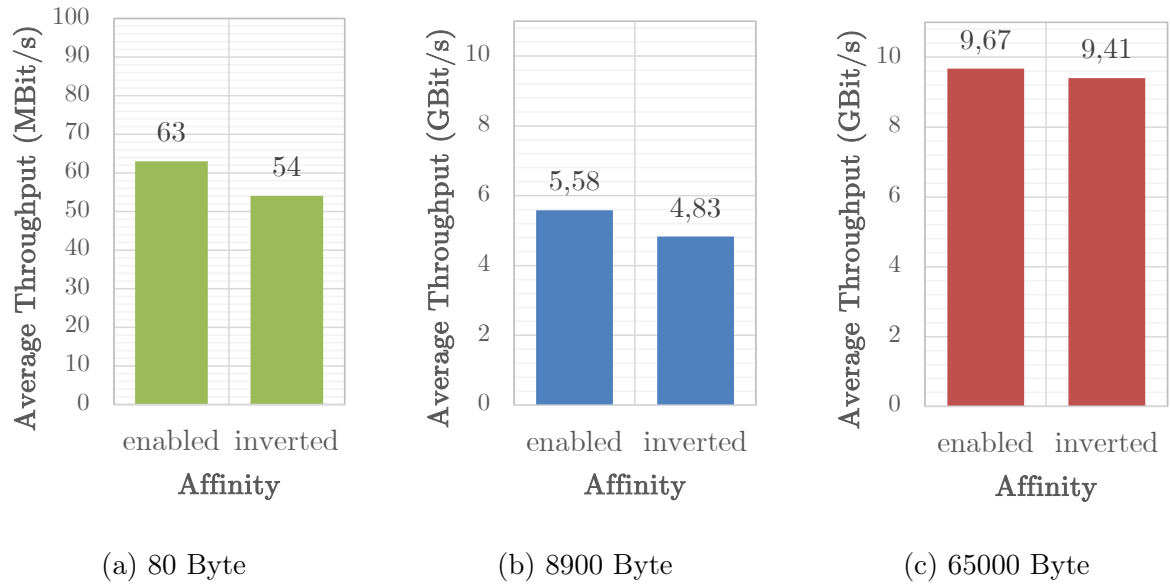 Average Throughput (MBit/s)
100
90
80
70
60
50
40
30
20
10
0
63
54
enabled inverted
Affinity
(a) 80 Byte
Average Throughput (GBit/s)
10
8
6
4
2
0
5,58
4,83
enabled inverted
Affinity
(b) 8900 Byte
Average Throughput (GBit/s)
10
8
6
4
2
0
9,67
9,41
enabled inverted
Affinity
(c) 65000 Byte